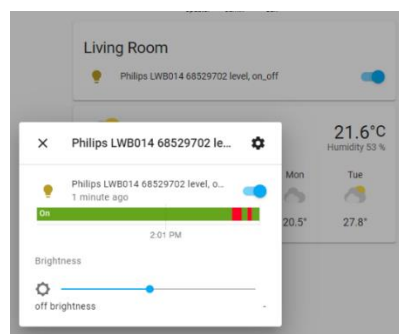 Living Room
Philips LWB014 68529702 level, on_off
21.6°C
Humidity 53 %
Mon
Tue
20.5°
27.8°
Philips LWB014 68529702 le...
Philips LWB014 68529702 level, o...
1 minute ago
On
2:01 PM
Brightness
off brightness
-